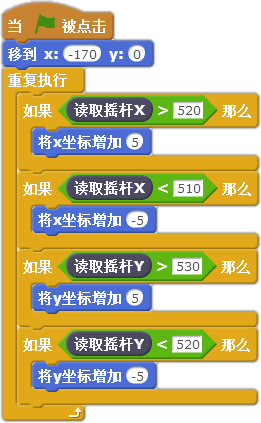 当 被点击
移到 x: -170 y: 0
重复执行
如果 读取摇杆X > 520 那么
将x坐标增加 5
如果 读取摇杆X < 510 那么
将x坐标增加 -5
如果 读取摇杆Y > 530 那么
将y坐标增加 5
如果 读取摇杆Y < 520 那么
将y坐标增加 -5